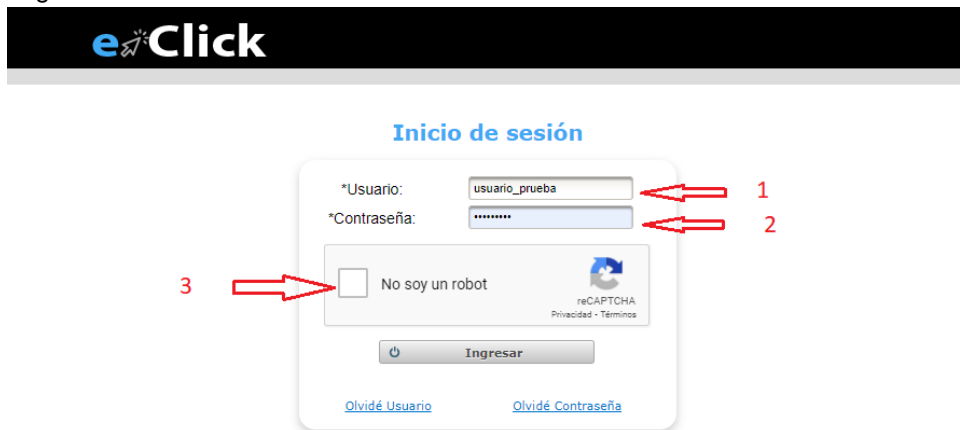 e Click
Inicio de sesión
*Usuario: usuario_prueba 1
*Contraseña: ••••••••• 2
3 No soy un robot
reCAPTCHA
Privacidad - Términos
Ingresar
Olvidé Usuario Olvidé Contraseña